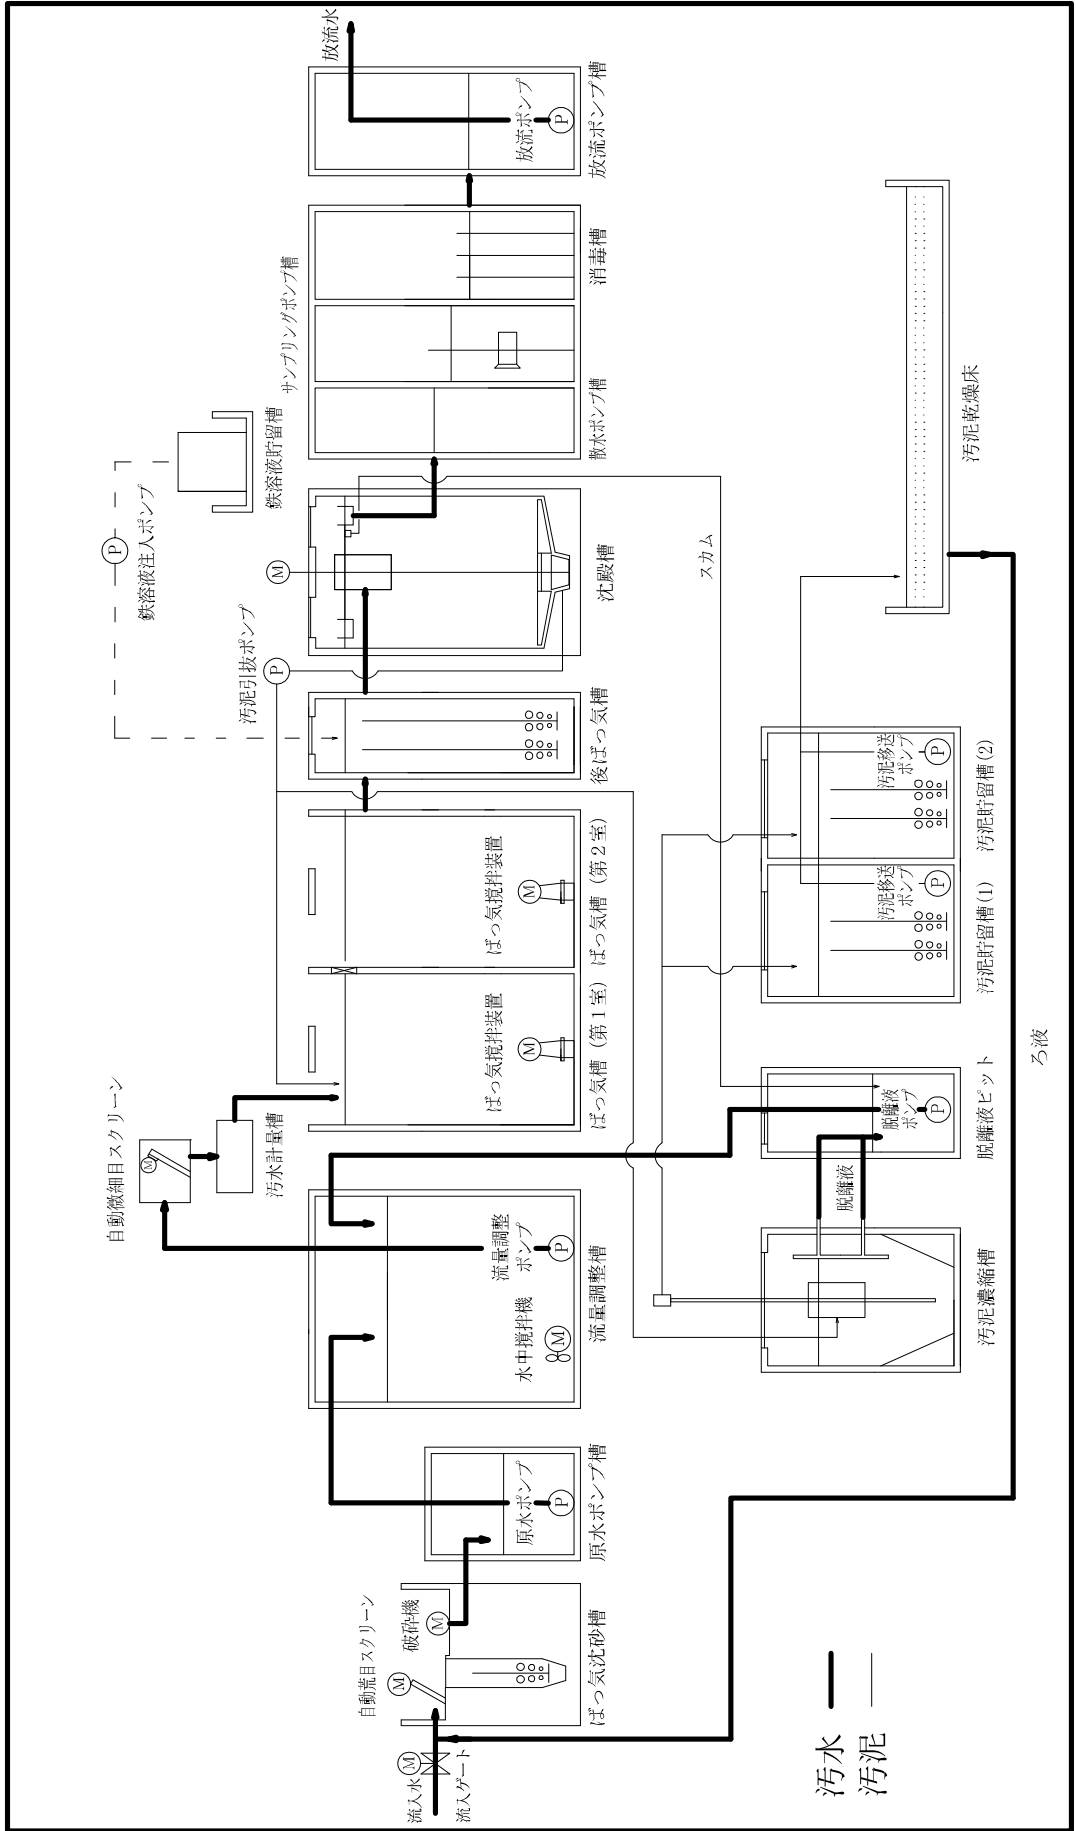 流入水
流入ゲート
M
自動荒目スクリーン
M
破砕機
M
ばっ気沈砂槽
原水ポンプ
P
原水ポンプ槽
水中撹拌機
M
流量調整
ポンプ
P
流量調整槽
自動微細目スクリーン
M
汚水計量槽
ばっ気撹拌装置
M
ばっ気槽 (第1室)
ばっ気撹拌装置
M
ばっ気槽 (第2室)
後ばっ気槽
汚泥引抜ポンプ
P
鉄溶液注入ポンプ
P
鉄溶液貯留槽
M
沈殿槽
散水ポンプ槽
サンプリングポンプ槽
消毒槽
放流ポンプ
P
放流ポンプ槽
放流水
スカム
汚泥濃縮槽
脱離液
脱離液
ポンプ
P
脱離液ピット
汚泥移送
ポンプ
P
汚泥貯留槽(1)
汚泥移送
ポンプ
P
汚泥貯留槽(2)
汚泥乾燥床
ろ液
汚水
汚泥